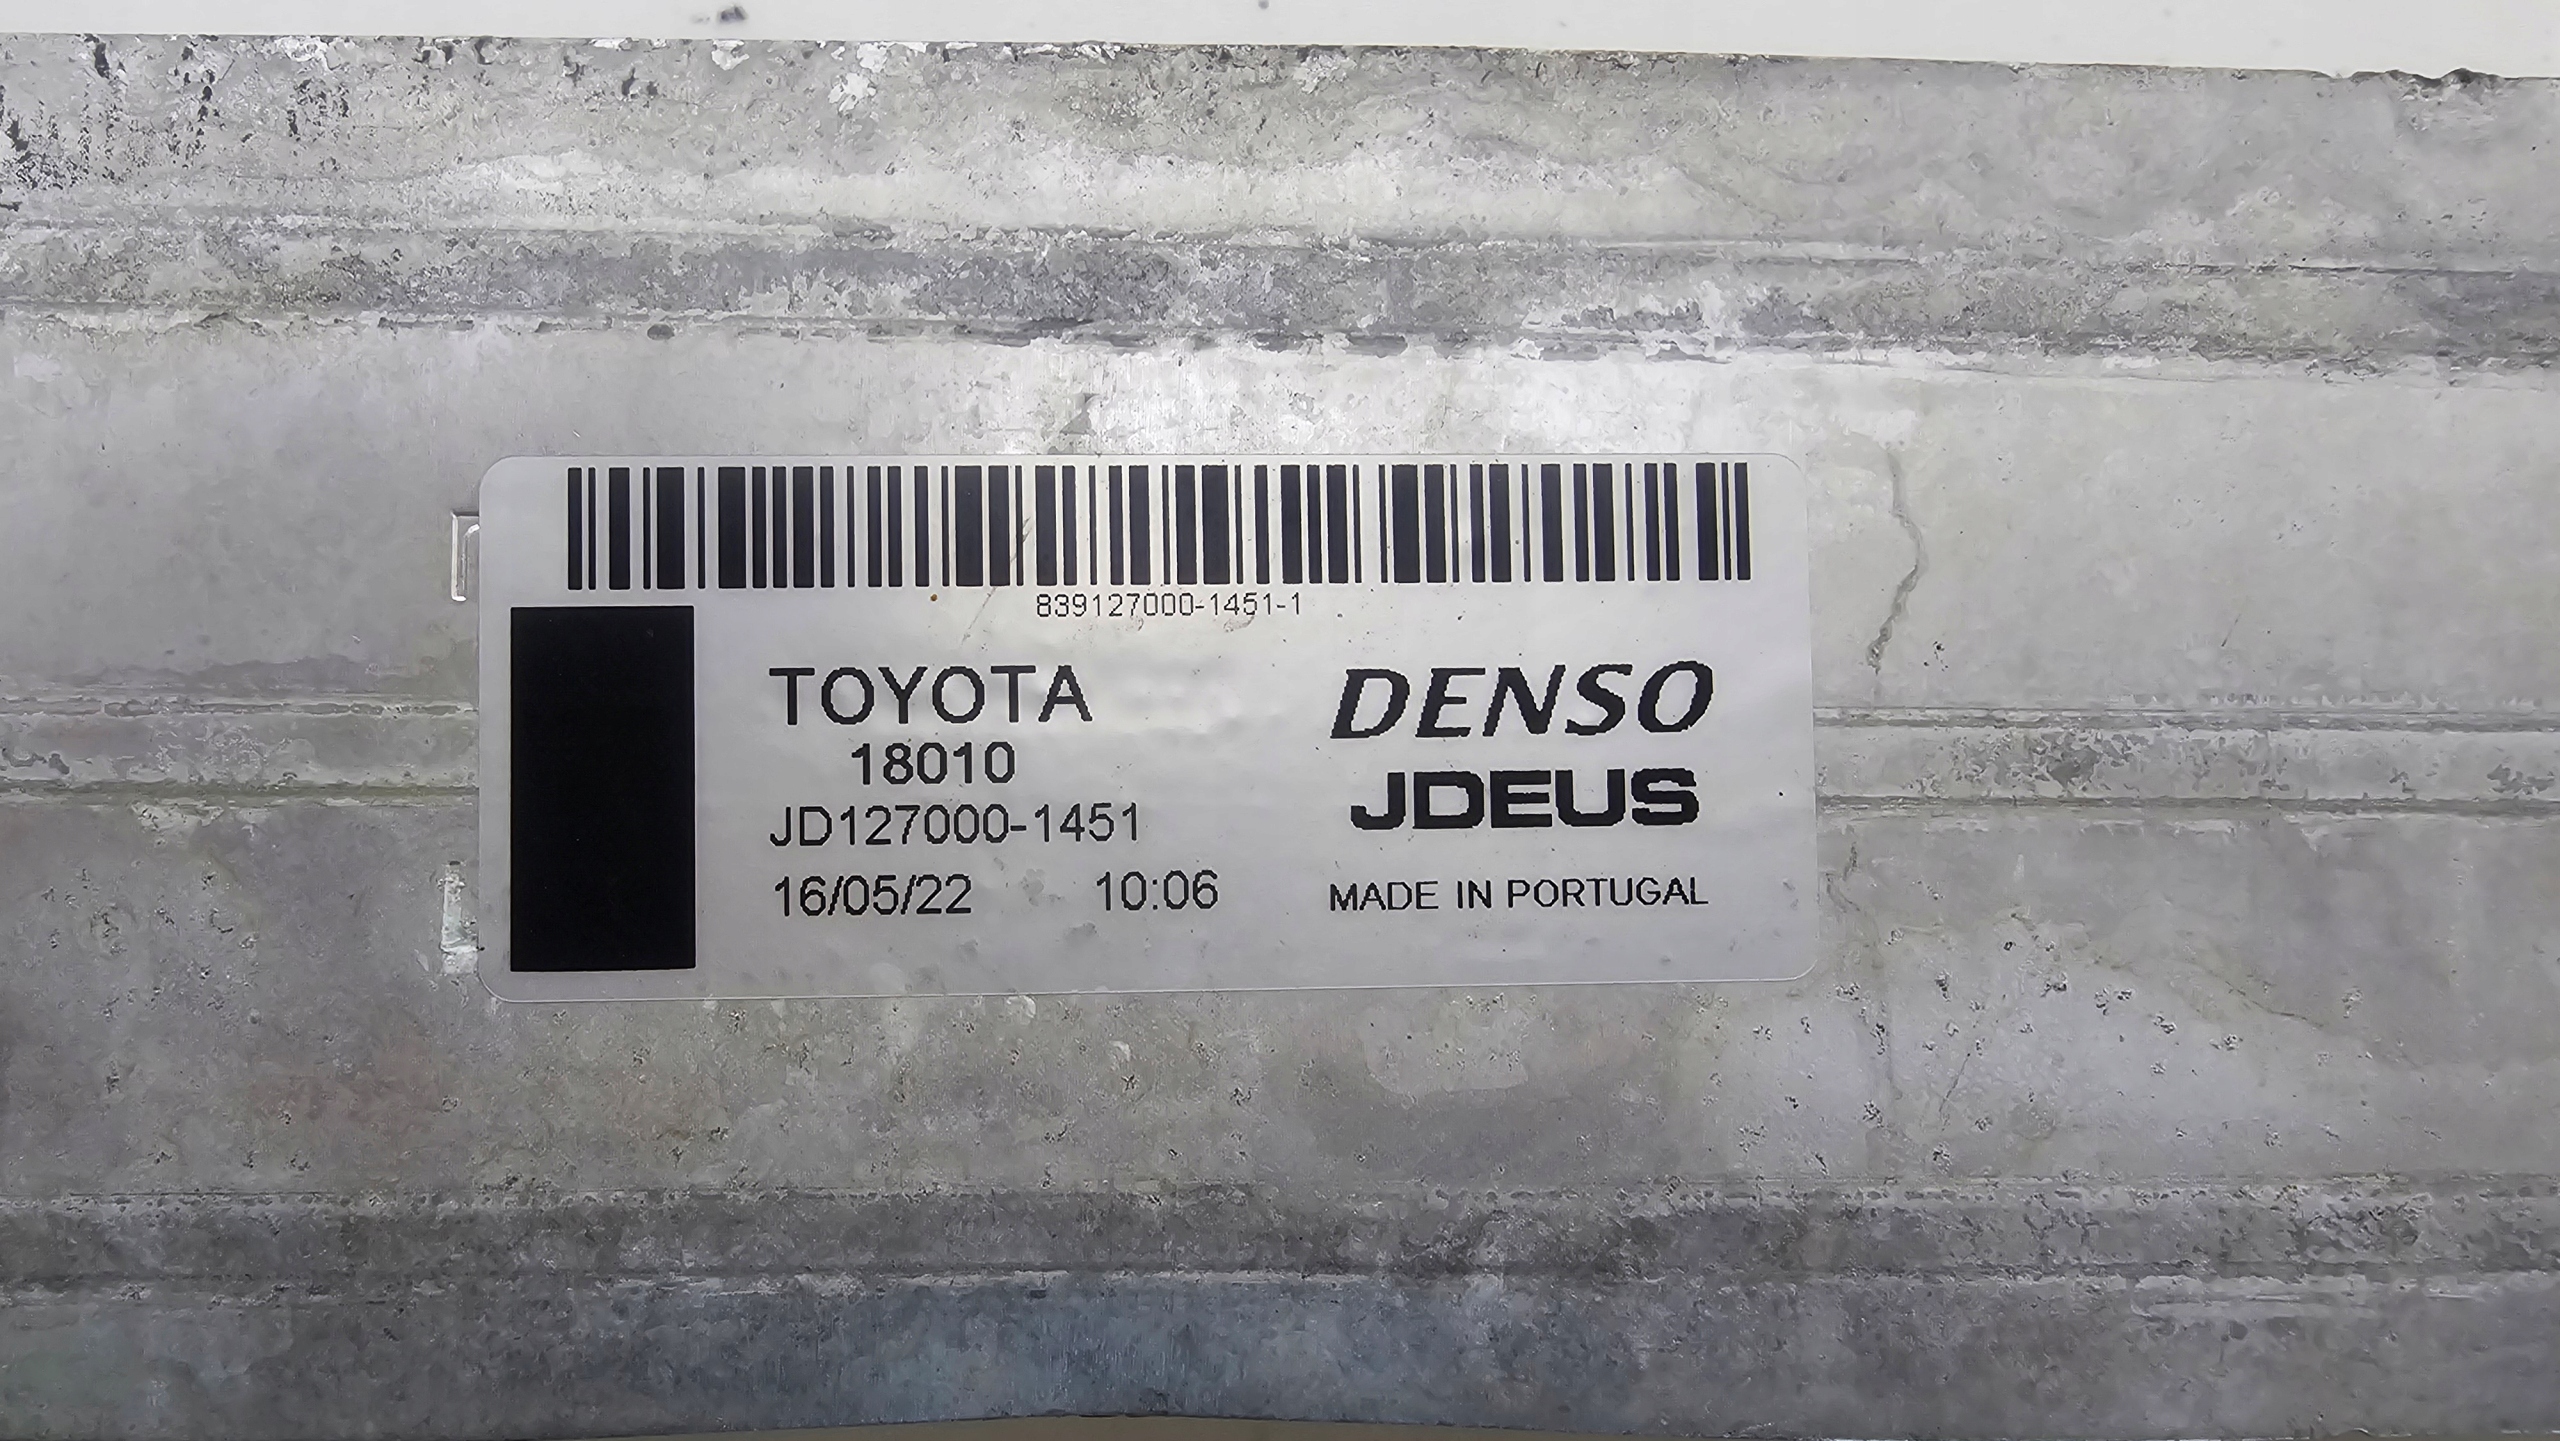 839127000-1451-1
TOYOTA
18010
JD127000-1451
16/05/22 10:06
DENSO
JDEUS
MADE IN PORTUGAL